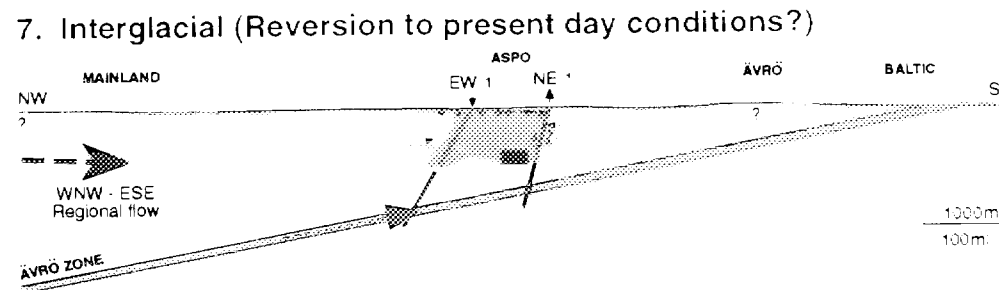 7. Interglacial (Reversion to present day conditions?)
ASPO
MAINLAND
EW 1
NE 1
ÄVRÖ
BALTIC
NW
S
?
?
WNW - ESE
Regional flow
1000m
100m
ÄVRÖ ZONE